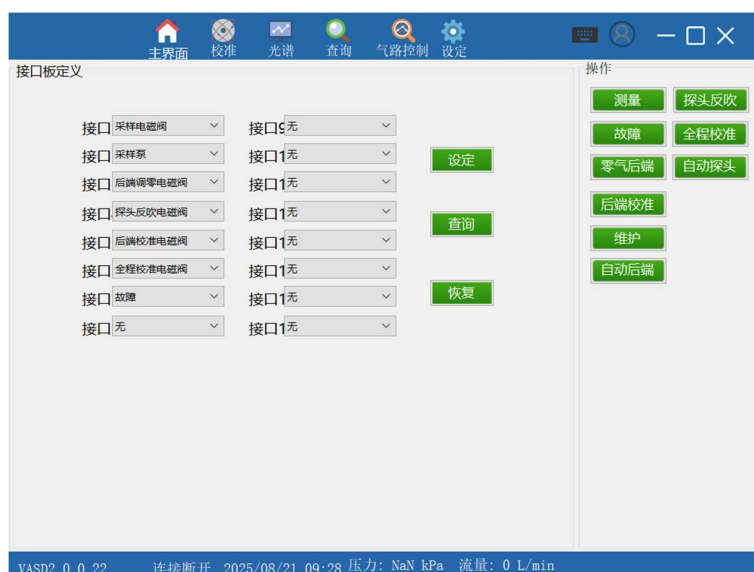 主界面 校准 光谱 查询 气路控制 设定
接口板定义
操作
测量 探头反吹
接口 采样电磁阀 接口9 无
故障 全程校准
接口 采样泵 接口1 无
设定
零气后端 自动探头
接口 后端调零电磁阀 接口1 无
后端校准
接口 探头反吹电磁阀 接口1 无
查询
接口 后端校准电磁阀 接口1 无
维护
接口 全程校准电磁阀 接口1 无
自动后端
接口 故障 接口1 无
恢复
接口 无 接口1 无
VASD2.0.0.22 连接断开 2025/08/21 09:28 压力: NaN kPa 流量: 0 L/min